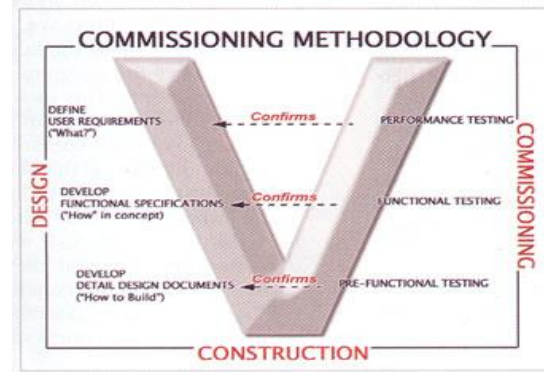 COMMISSIONING METHODOLOGY
DEFINE
USER REQUIREMENTS
("What?")
Confirms
PERFORMANCE TESTING
DEVELOP
FUNCTIONAL SPECIFICATIONS
("How" in concept)
Confirms
FUNCTIONAL TESTING
DEVELOP
DETAIL DESIGN DOCUMENTS
("How to Build")
Confirms
PRE-FUNCTIONAL TESTING
DESIGN
COMMISSIONING
CONSTRUCTION